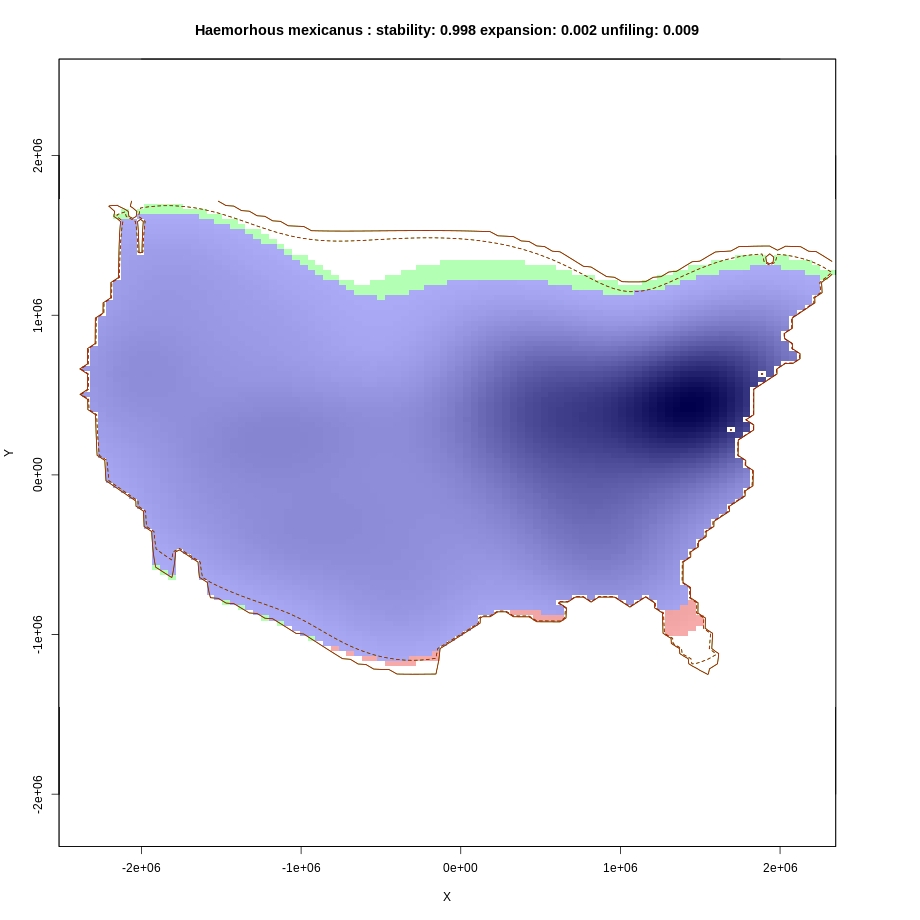 Haemorhous mexicanus : stability: 0.998 expansion: 0.002 unfiling: 0.009
2e+06
1e+06
0e+00
-1e+06
-2e+06
Y
-2e+06 -1e+06 0e+00 1e+06 2e+06
X